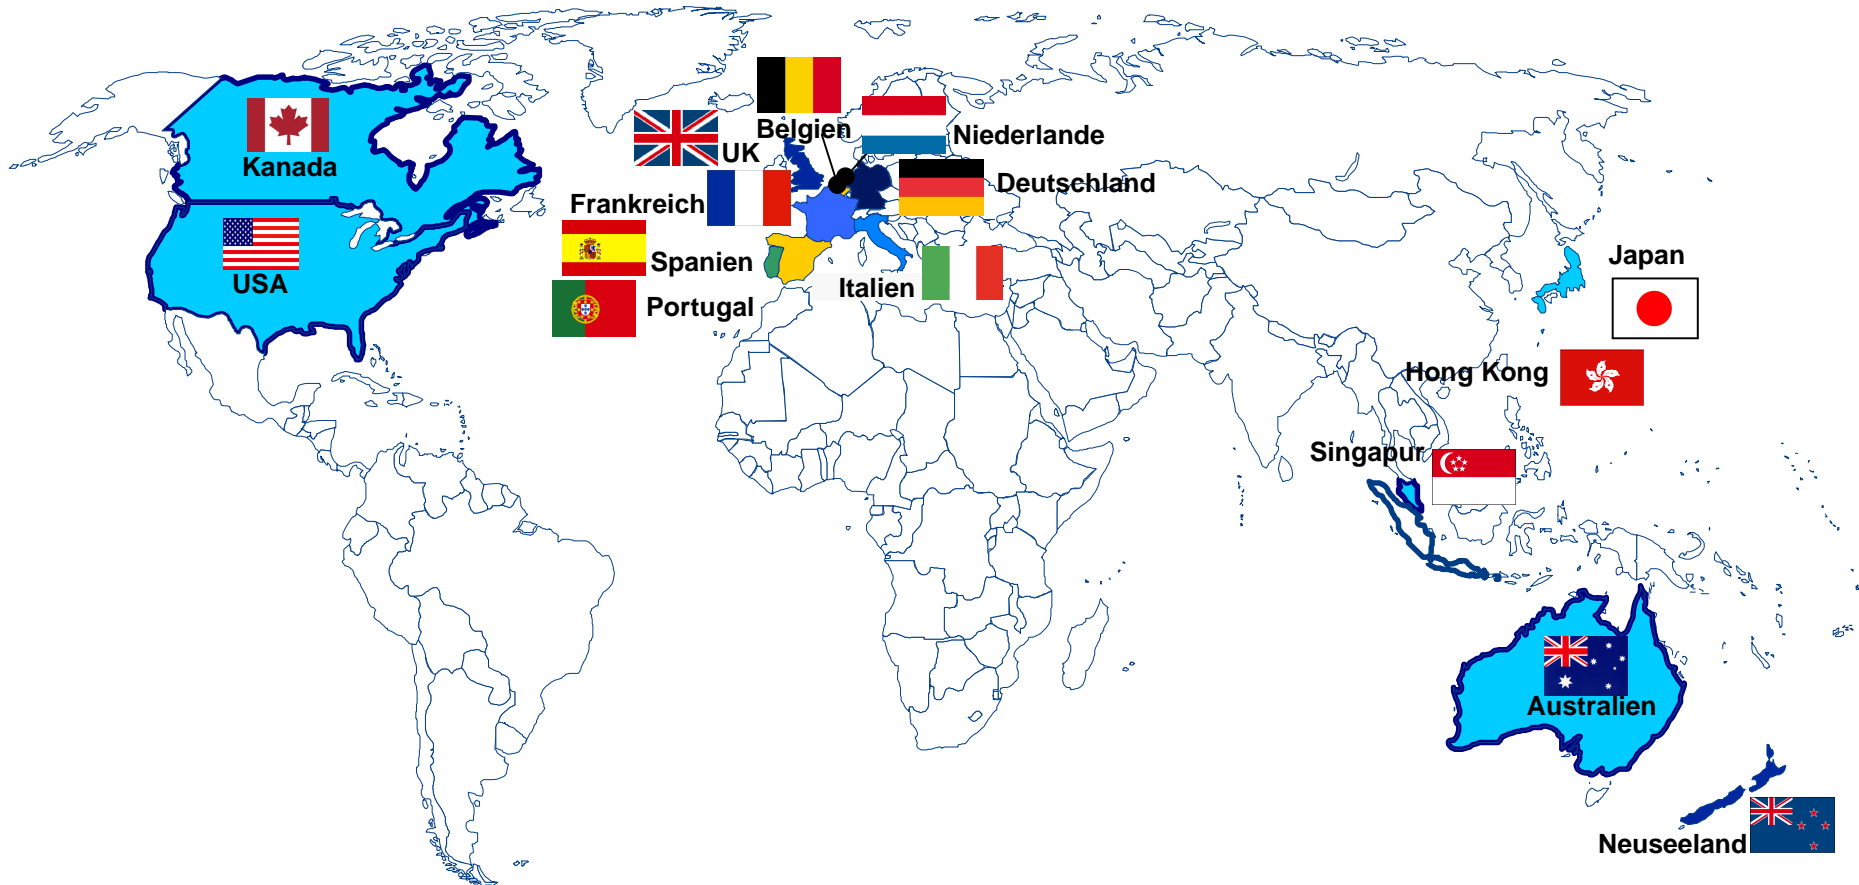 Kanada
USA
Belgien
UK
Niederlande
Deutschland
Frankreich
Spanien
Italien
Portugal
Japan
Hong Kong
Singapur
Australien
Neuseeland